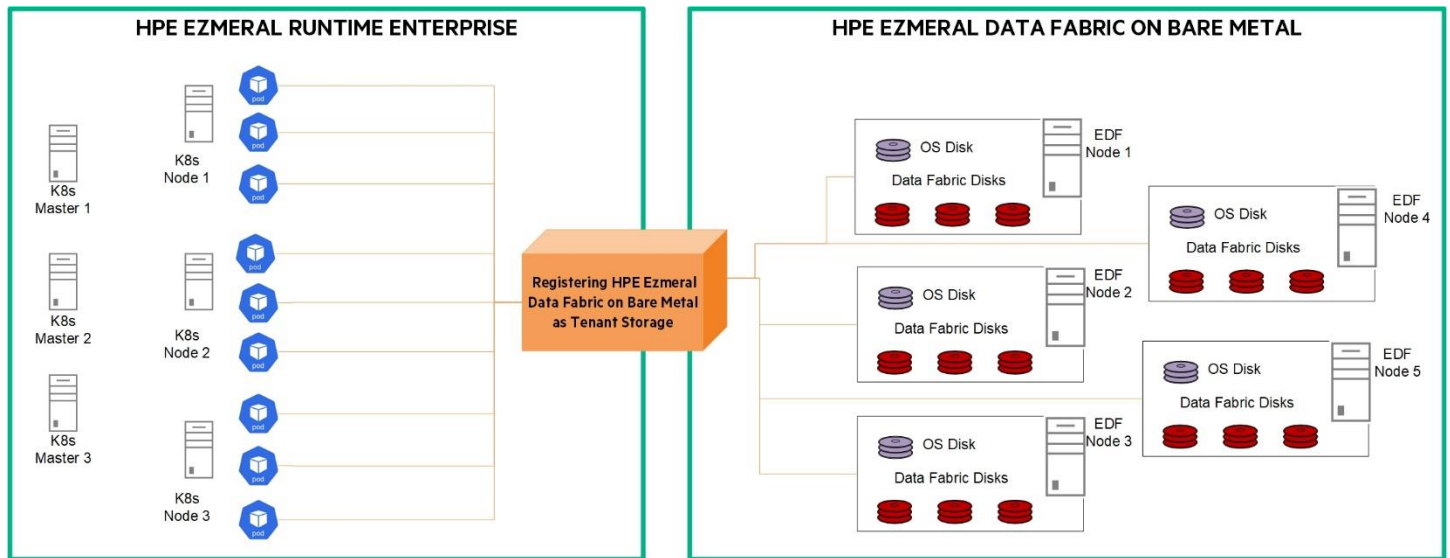 HPE EZMERAL RUNTIME ENTERPRISE
pod
pod
pod
K8s
Node 1
K8s
Master 1
pod
pod
pod
K8s
Node 2
K8s
Master 2
pod
pod
pod
K8s
Node 3
K8s
Master 3
Registering HPE Ezmeral
Data Fabric on Bare Metal
as Tenant Storage
HPE EZMERAL DATA FABRIC ON BARE METAL
OS Disk
Data Fabric Disks
EDF
Node 1
OS Disk
Data Fabric Disks
EDF
Node 4
OS Disk
Data Fabric Disks
EDF
Node 2
OS Disk
Data Fabric Disks
EDF
Node 5
OS Disk
Data Fabric Disks
EDF
Node 3